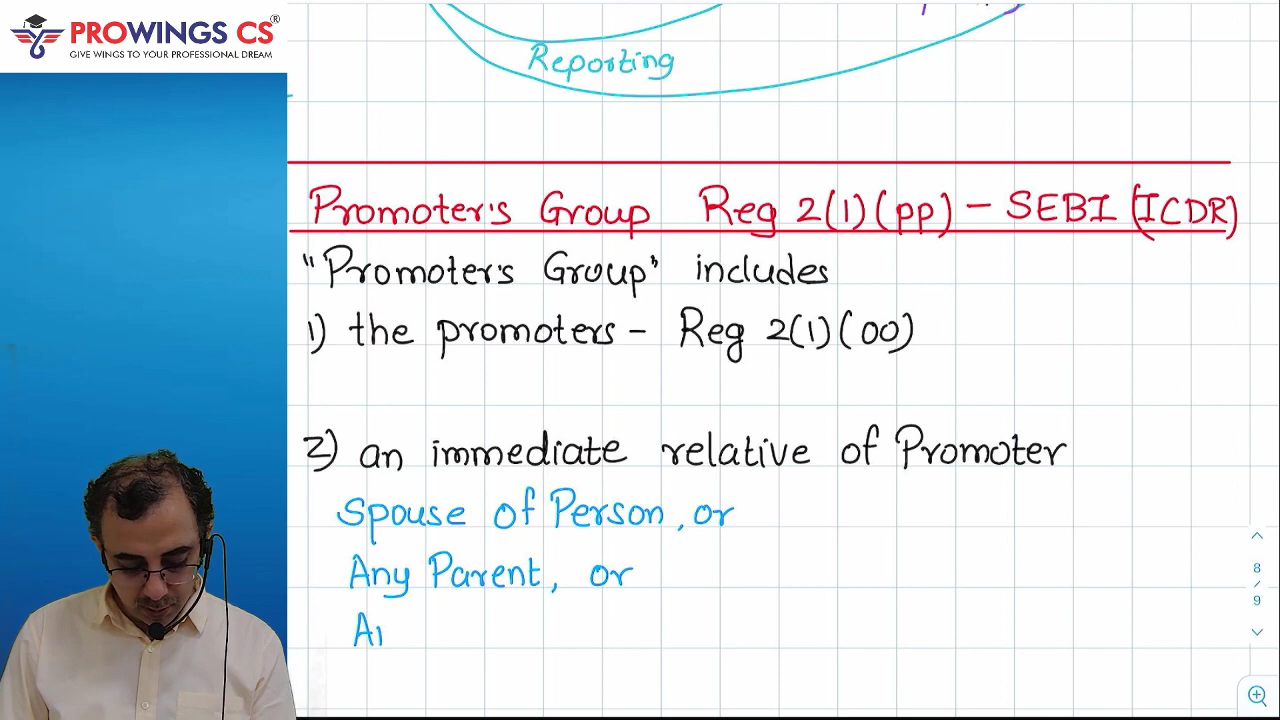 PROWINGS CS®
GIVE WINGS TO YOUR PROFESSIONAL DREAM
Reporting
Promoter's Group Reg 2(1)(pp) - SEBI (ICDR)
"Promoter's Group" includes
1) the promoters - Reg 2(1)(oo)
2) an immediate relative of Promoter
Spouse of Person, or
Any Parent, or
An
8
/
9